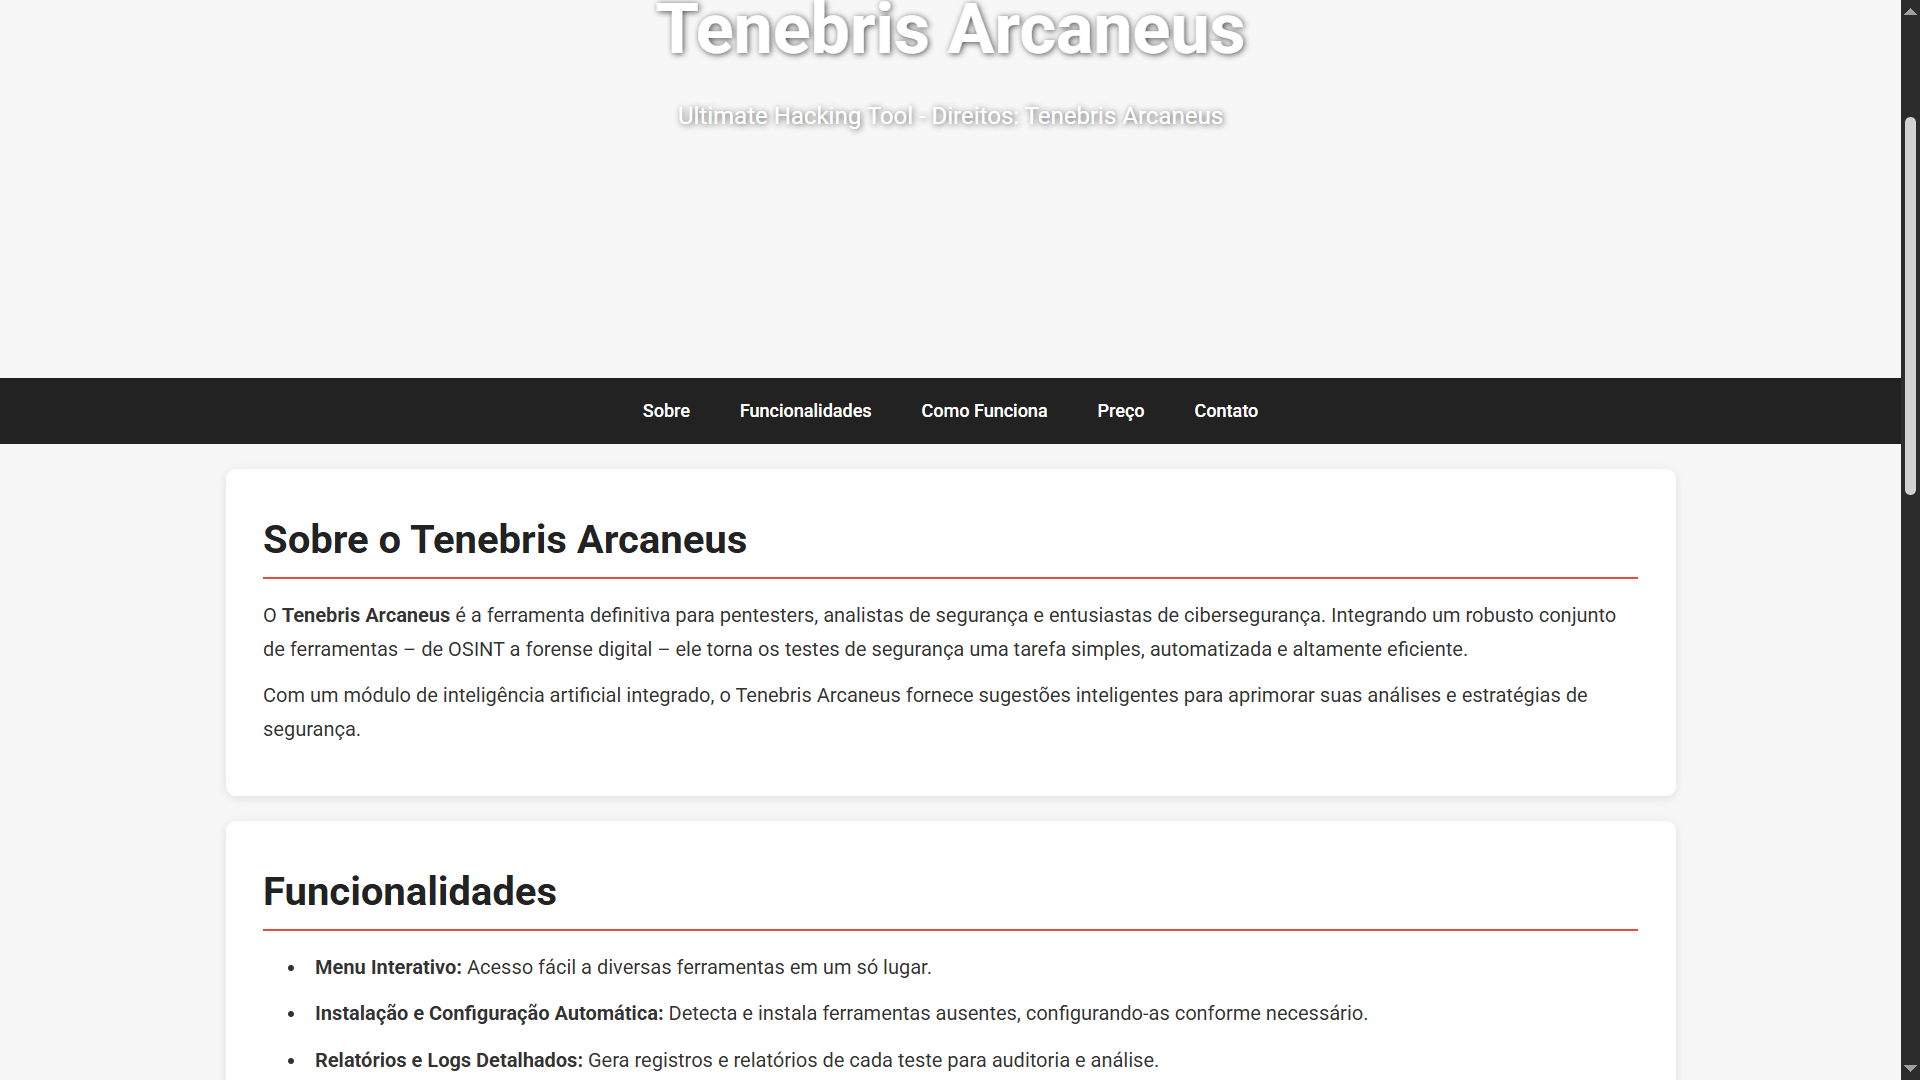 Tenebris Arcaneus
Ultimate Hacking Tool - Direitos: Tenebris Arcaneus
Sobre
Funcionalidades
Como Funciona
Preço
Contato
Sobre o Tenebris Arcaneus
O Tenebris Arcaneus é a ferramenta definitiva para pentesters, analistas de segurança e entusiastas de cibersegurança. Integrando um robusto conjunto
de ferramentas – de OSINT a forense digital – ele torna os testes de segurança uma tarefa simples, automatizada e altamente eficiente.
Com um módulo de inteligência artificial integrado, o Tenebris Arcaneus fornece sugestões inteligentes para aprimorar suas análises e estratégias de
segurança.
Funcionalidades
• Menu Interativo: Acesso fácil a diversas ferramentas em um só lugar.
• Instalação e Configuração Automática: Detecta e instala ferramentas ausentes, configurando-as conforme necessário.
• Relatórios e Logs Detalhados: Gera registros e relatórios de cada teste para auditoria e análise.